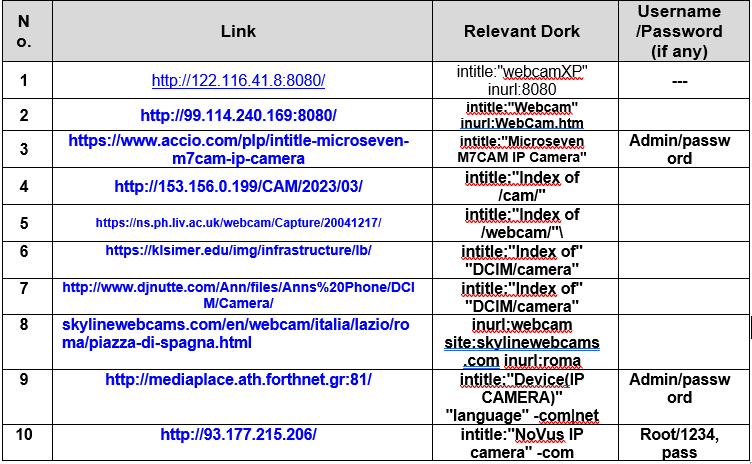 N
o.
Link
Relevant Dork
Username
/Password
(if any)
1
http://122.116.41.8:8080/
intitle:"webcamXP"
inurl:8080
---
2
http://99.114.240.169:8080/
intitle:"Webcam"
inurl:WebCam.htm
3
https://www.accio.com/plp/intitle-microseven-
m7cam-ip-camera
intitle:"Microseven
M7CAM IP Camera"
Admin/passw
ord
4
http://153.156.0.199/CAM/2023/03/
intitle:"Index of
/cam/"
5
https://ns.ph.liv.ac.uk/webcam/Capture/20041217/
intitle:"Index of
/webcam/"\
6
https://klsimer.edu/img/infrastructure/lb/
intitle:"Index of"
"DCIM/camera"
7
http://www.djnutte.com/Ann/files/Anns%20Phone/DCI
M/Camera/
intitle:"Index of"
"DCIM/camera"
8
skylinewebcams.com/en/webcam/italia/lazio/ro
ma/piazza-di-spagna.html
inurl:webcam
site:skylinewebcams
.com inurl:roma
9
http://mediaplace.ath.forthnet.gr:81/
intitle:"Device(IP
CAMERA)"
"language" -com|net
Admin/passw
ord
10
http://93.177.215.206/
intitle:"NoVus IP
camera" -com
Root/1234,
pass